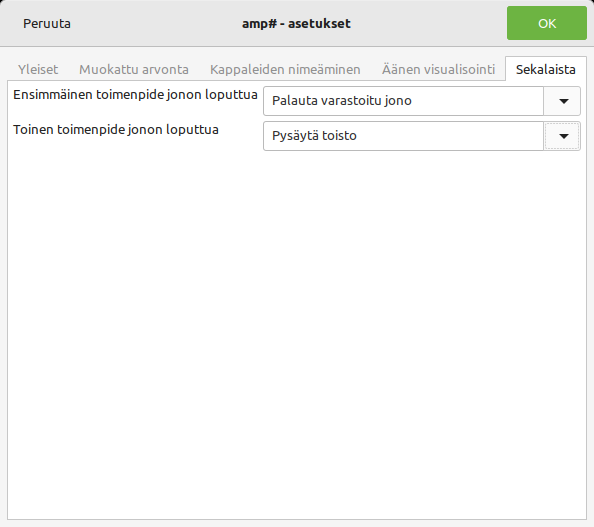 Peruuta amp# - asetukset OK
Yleiset Muokattu arvonta Kappaleiden nimeäminen Äänen visualisointi Sekalaista
Ensimmäinen toimenpide jonon loputtua Palauta varastoitu jono
Toinen toimenpide jonon loputtua Pysäytä toisto